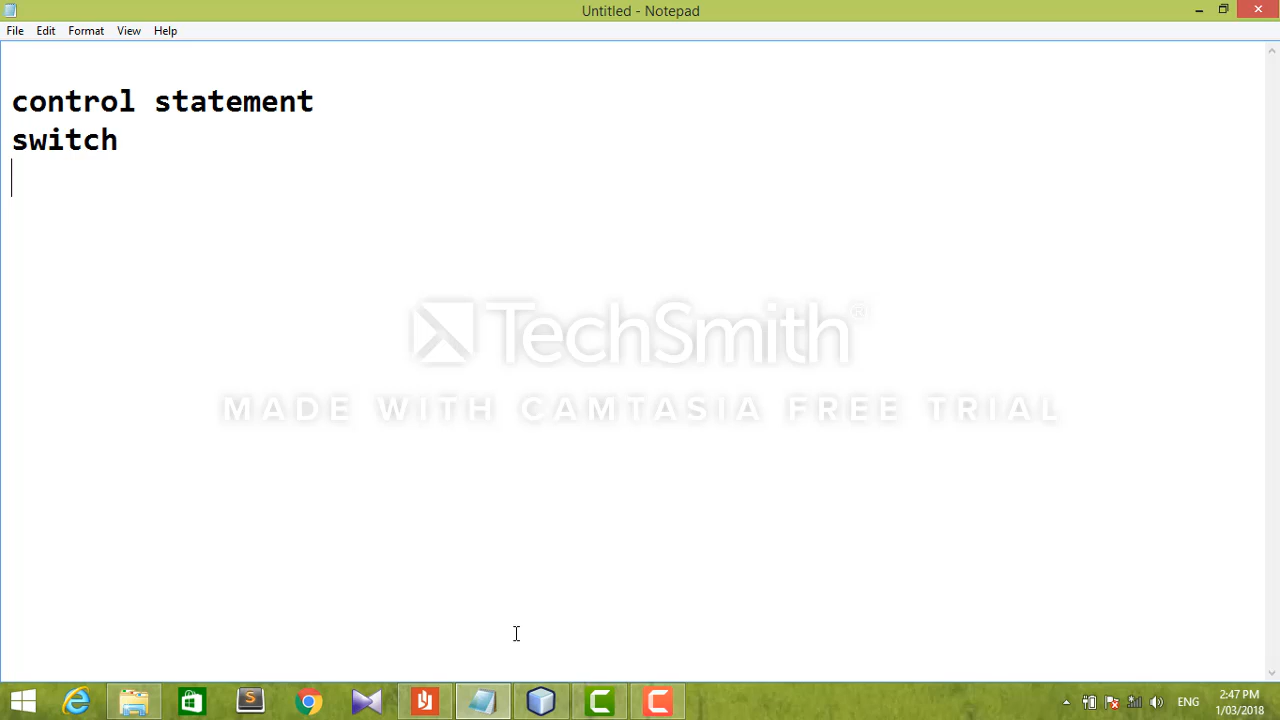 Untitled - Notepad
File Edit Format View Help
control statement
switch
TechSmith®
MADE WITH CAMTASIA FREE TRIAL
S
ENG
2:47 PM
1/03/2018